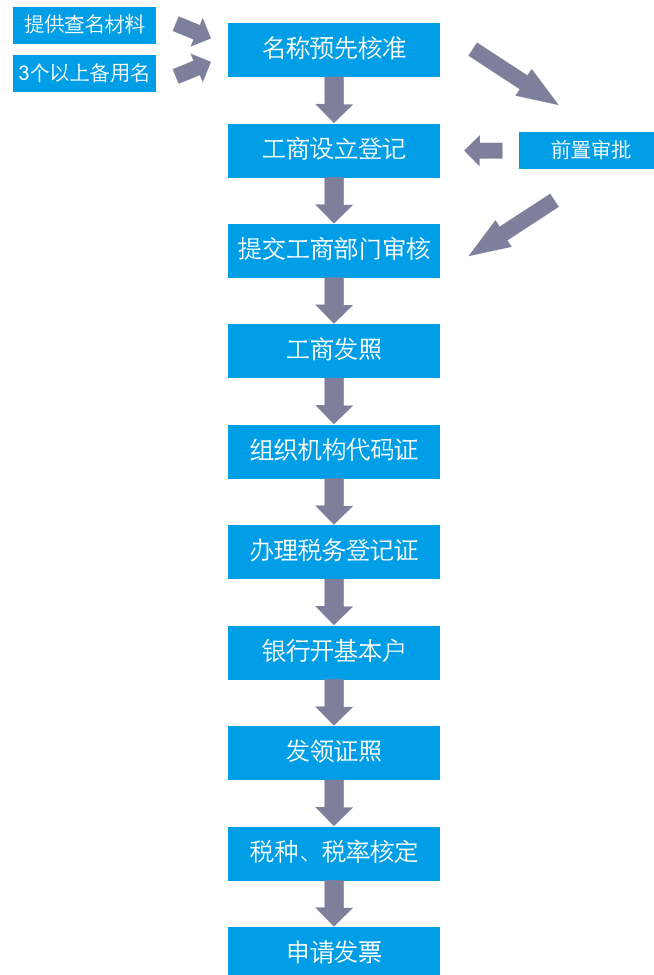 提供查名材料
3个以上备用名
名称预先核准
工商设立登记
前置审批
提交工商部门审核
工商发照
组织机构代码证
办理税务登记证
银行开基本户
发领证照
税种、税率核定
申请发票